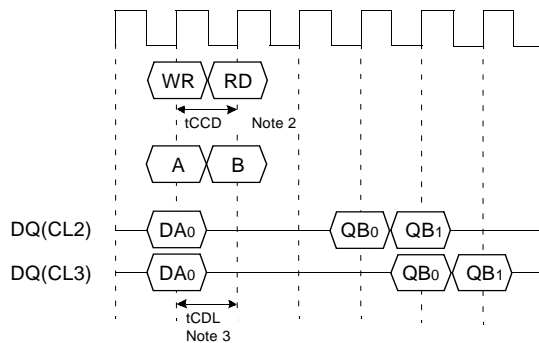 WR RD
tCCD Note 2
A B
DQ(CL2) DA0 QB0 QB1
DQ(CL3) DA0 QB0 QB1
tCDL
Note 3